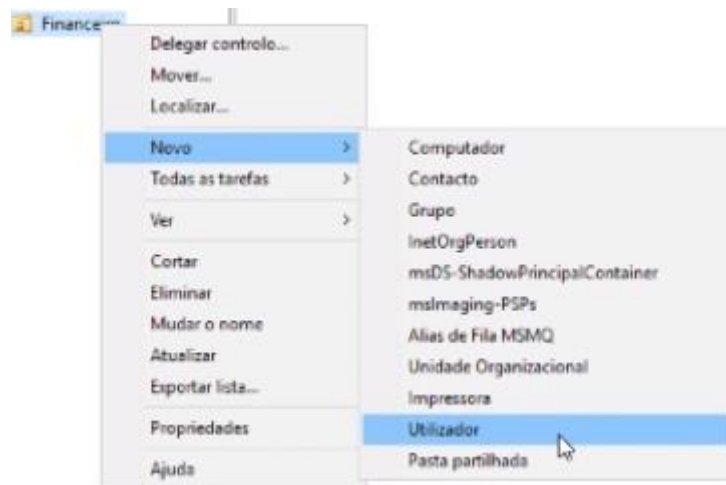 Delegar controlo...
Mover...
Localizar...
Novo
Todas as tarefas
Ver
Cortar
Eliminar
Mudar o nome
Atualizar
Exportar lista...
Propriedades
Ajuda
Computador
Contacto
Grupo
InetOrgPerson
msDS-ShadowPrincipalContainer
msImaging-PSPs
Alias de Fila MSMQ
Unidade Organizacional
Impressora
Utilizador
Pasta partilhada